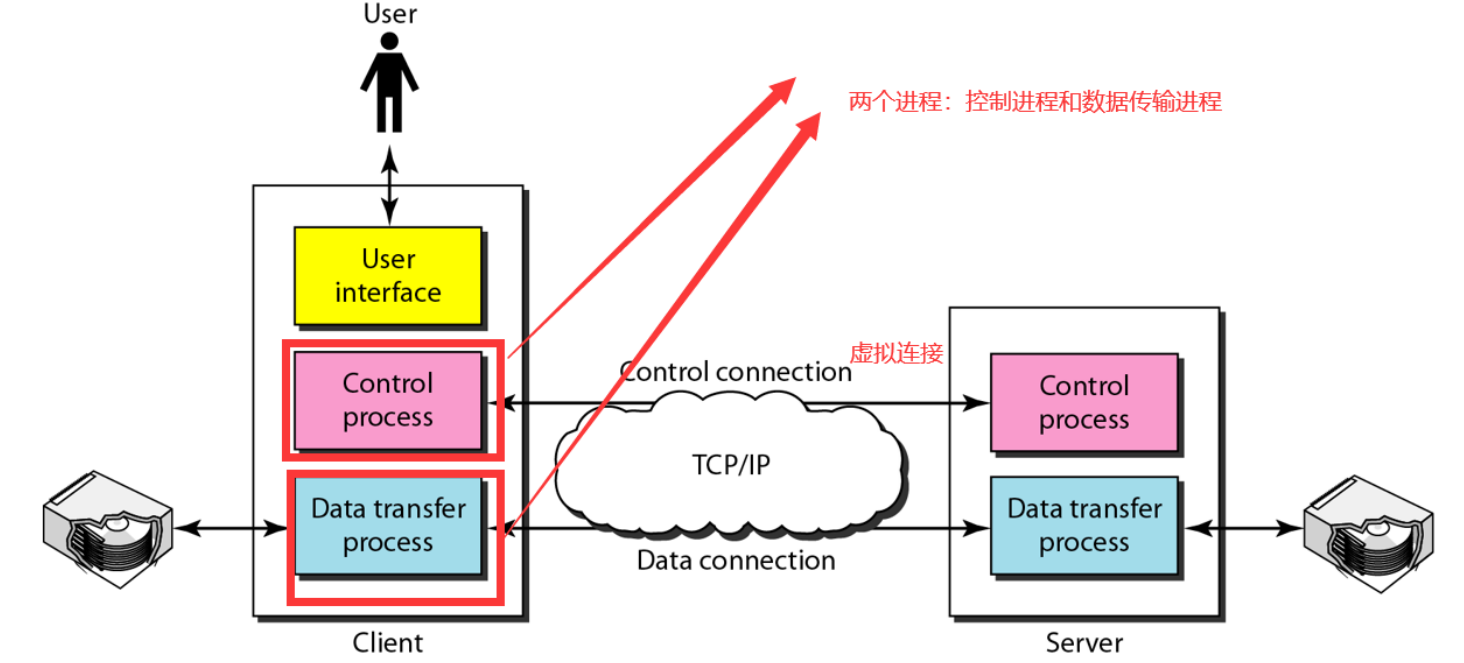 User
两个进程：控制进程和数据传输进程
User
interface
虚拟连接
Control connection
Control
process
Control
process
TCP/IP
Data transfer
process
Data transfer
process
Data connection
Client
Server